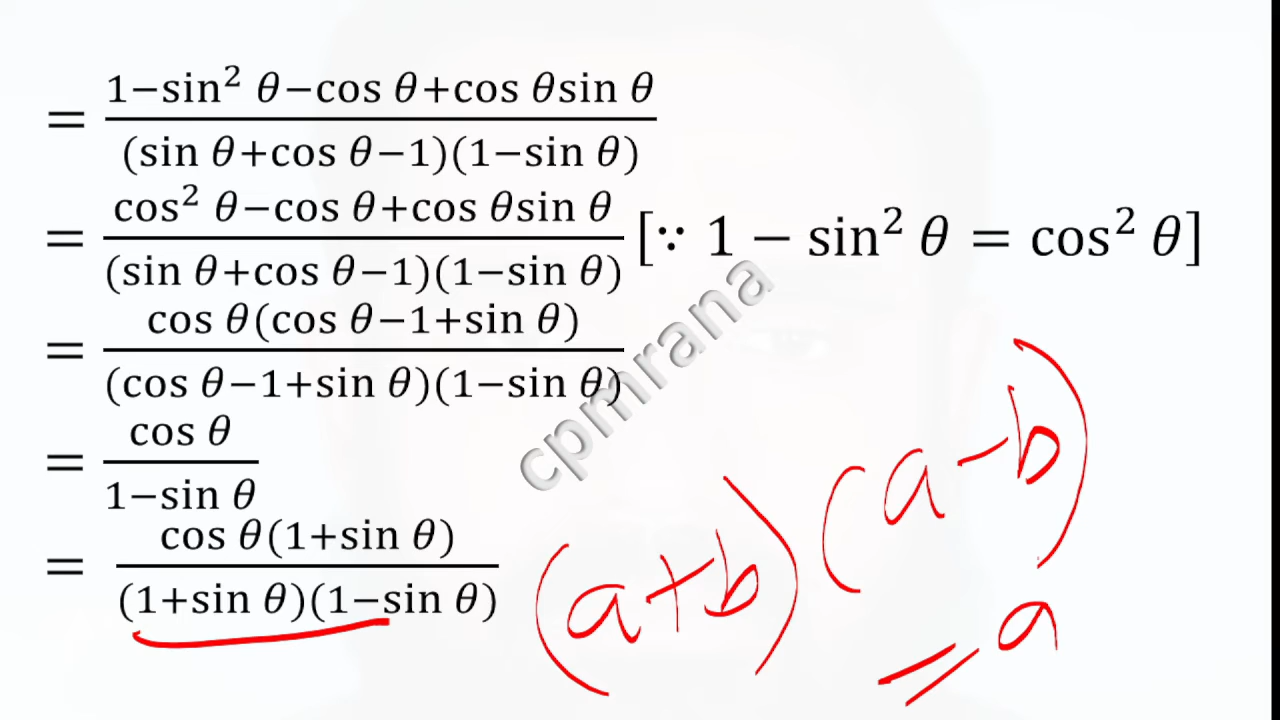 = (1−sin² θ−cos θ+cos θsin θ)/((sin θ+cos θ−1)(1−sin θ))
= (cos² θ−cos θ+cos θsin θ)/((sin θ+cos θ−1)(1−sin θ)) [∵ 1 − sin² θ = cos² θ]
= (cos θ(cos θ−1+sin θ))/((cos θ−1+sin θ)(1−sin θ))
= (cos θ)/(1−sin θ)
= (cos θ(1+sin θ))/((1+sin θ)(1−sin θ))
cpmrana
(a+b)(a−b)
=a